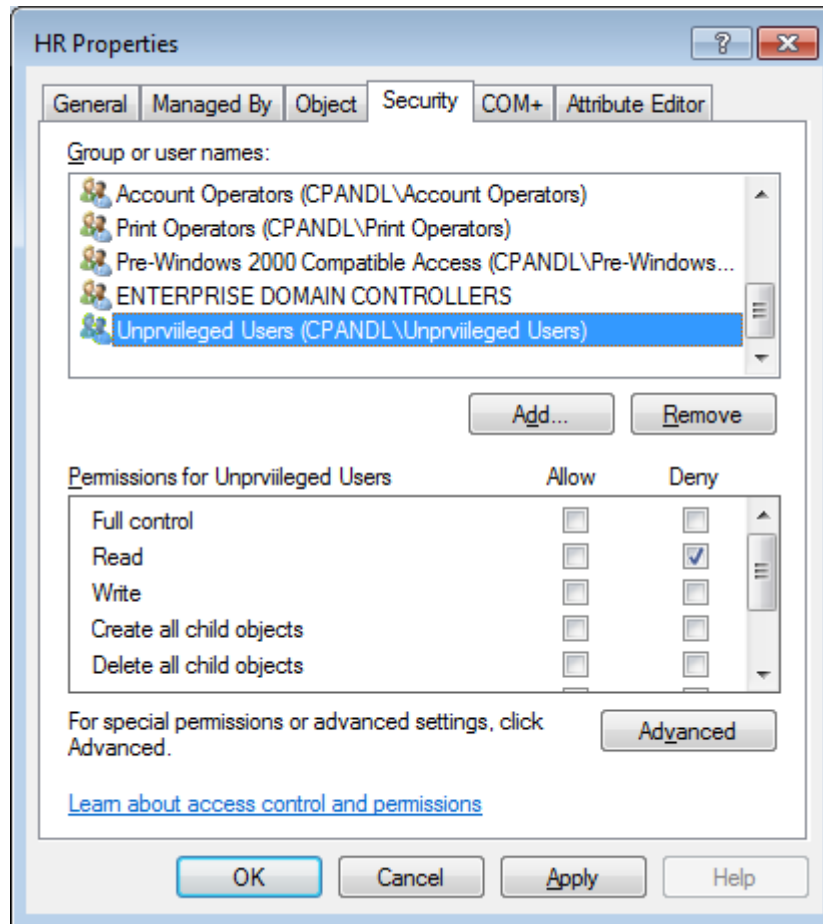 HR Properties
General Managed By Object Security COM+ Attribute Editor
Group or user names:
Account Operators (CPANDL\Account Operators)
Print Operators (CPANDL\Print Operators)
Pre-Windows 2000 Compatible Access (CPANDL\Pre-Windows...
ENTERPRISE DOMAIN CONTROLLERS
Unprviileged Users (CPANDL\Unprviileged Users)
Add... Remove
Permissions for Unprviileged Users Allow Deny
Full control
Read
Write
Create all child objects
Delete all child objects
For special permissions or advanced settings, click
Advanced.
Advanced
Learn about access control and permissions
OK Cancel Apply Help